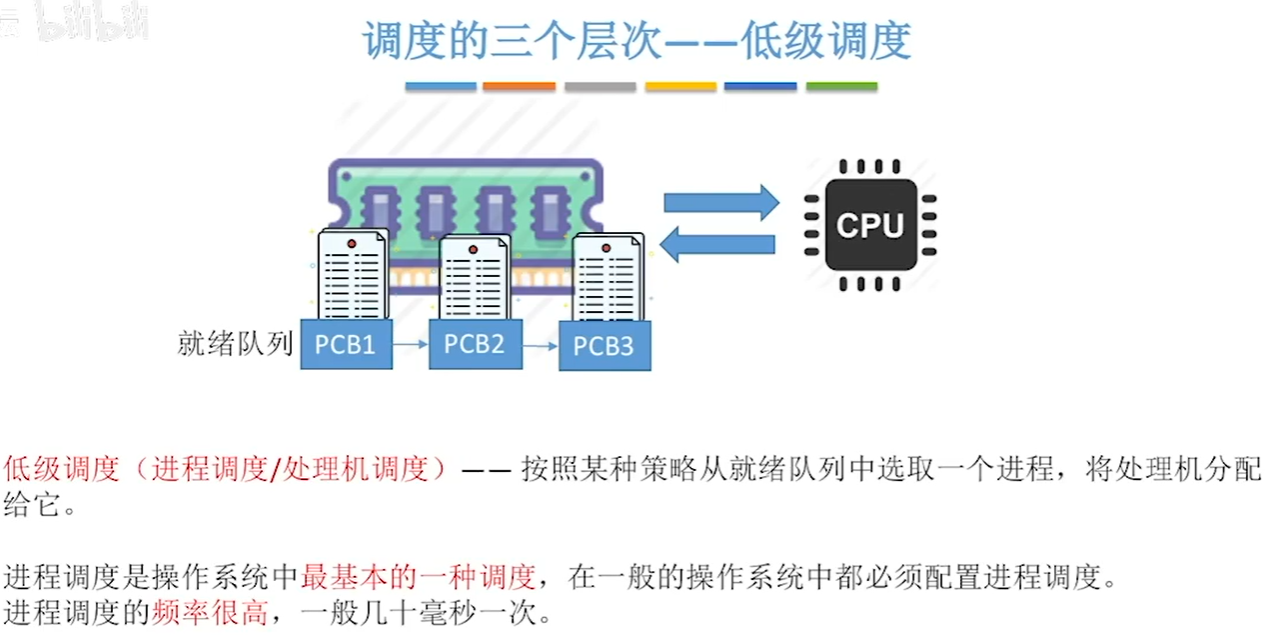 bilibili
调度的三个层次——低级调度
CPU
就绪队列
PCB1
PCB2
PCB3
低级调度（进程调度/处理机调度）—— 按照某种策略从就绪队列中选取一个进程，将处理机分配
给它。
进程调度是操作系统中最基本的一种调度，在一般的操作系统中都必须配置进程调度。
进程调度的频率很高，一般几十毫秒一次。